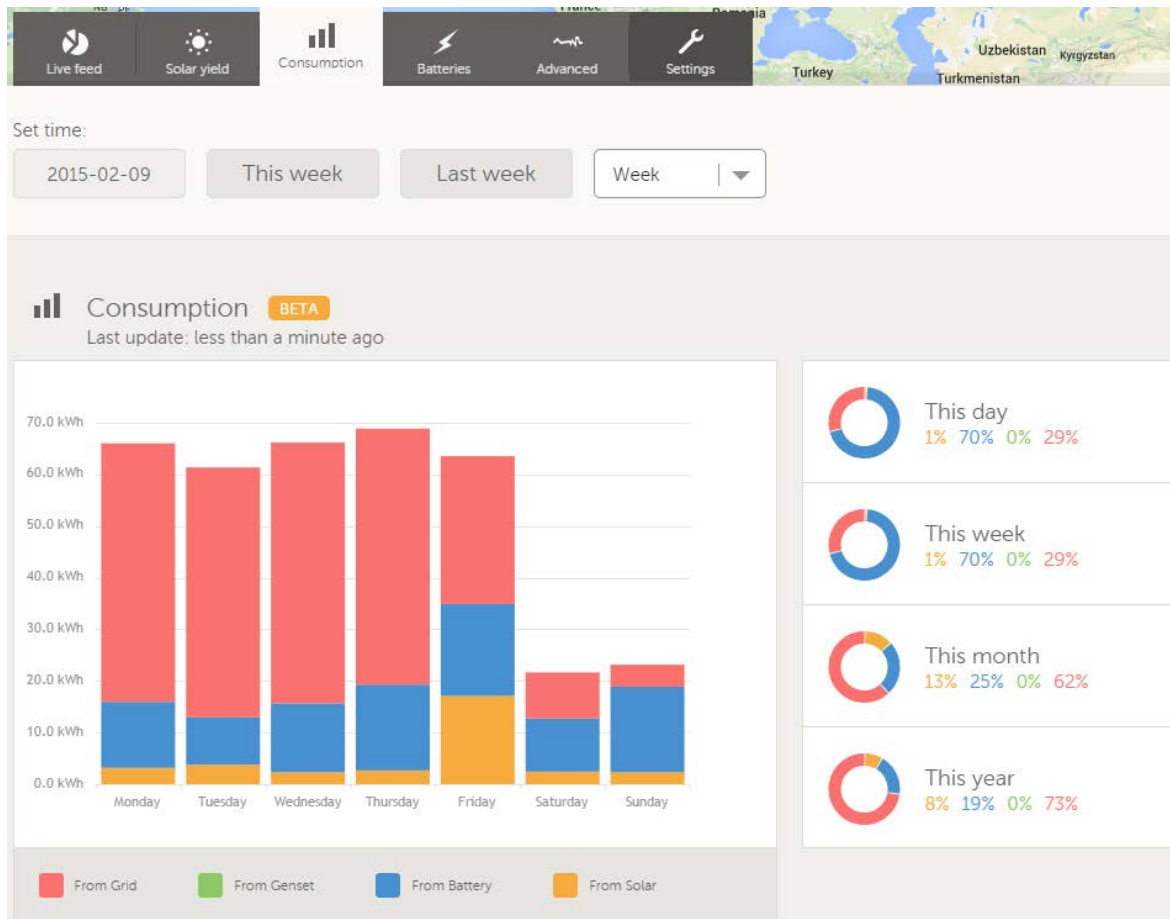 Romania
Live feed
Solar yield
Consumption
Batteries
Advanced
Settings
Turkey
Uzbekistan
Kyrgyzstan
Turkmenistan
Set time:
2015-02-09
This week
Last week
Week
Consumption BETA
Last update: less than a minute ago
70.0 kWh
60.0 kWh
50.0 kWh
40.0 kWh
30.0 kWh
20.0 kWh
10.0 kWh
0.0 kWh
Monday Tuesday Wednesday Thursday Friday Saturday Sunday
From Grid From Genset From Battery From Solar
This day
1% 70% 0% 29%
This week
1% 70% 0% 29%
This month
13% 25% 0% 62%
This year
8% 19% 0% 73%